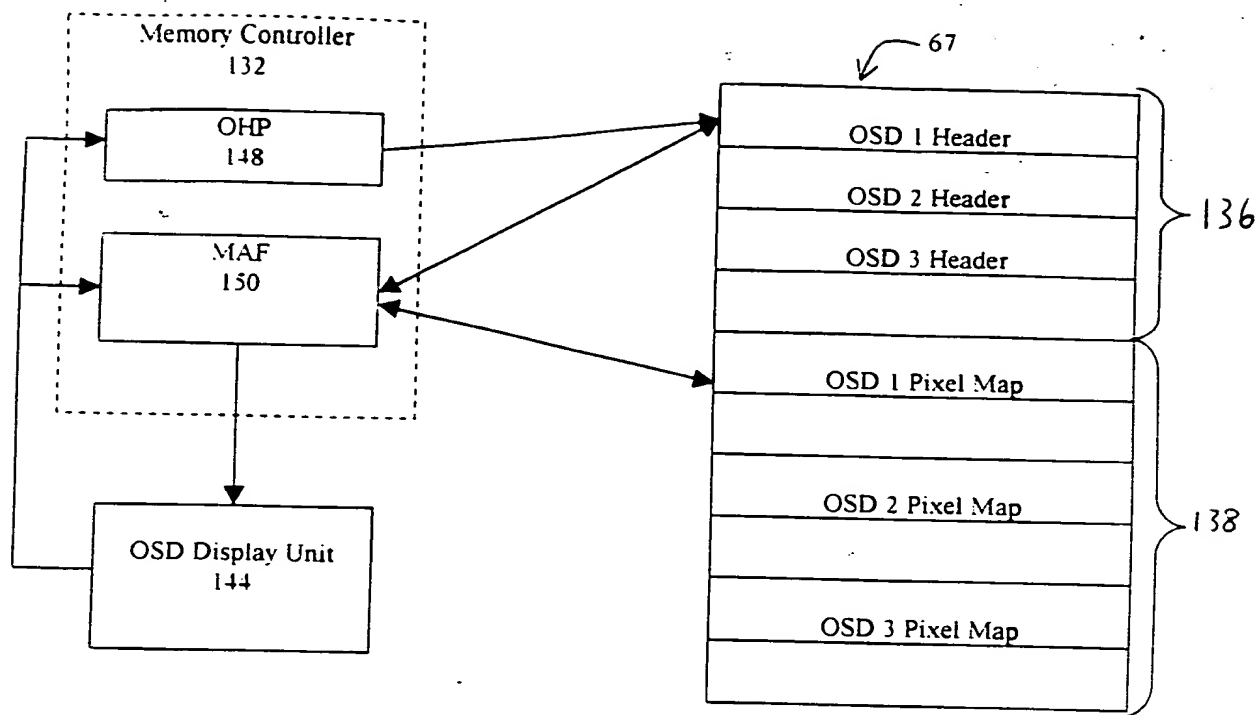 Memory Controller
132
OHP
148
MAF
150
OSD Display Unit
144
67
OSD 1 Header
OSD 2 Header
OSD 3 Header
136
OSD 1 Pixel Map
OSD 2 Pixel Map
OSD 3 Pixel Map
138